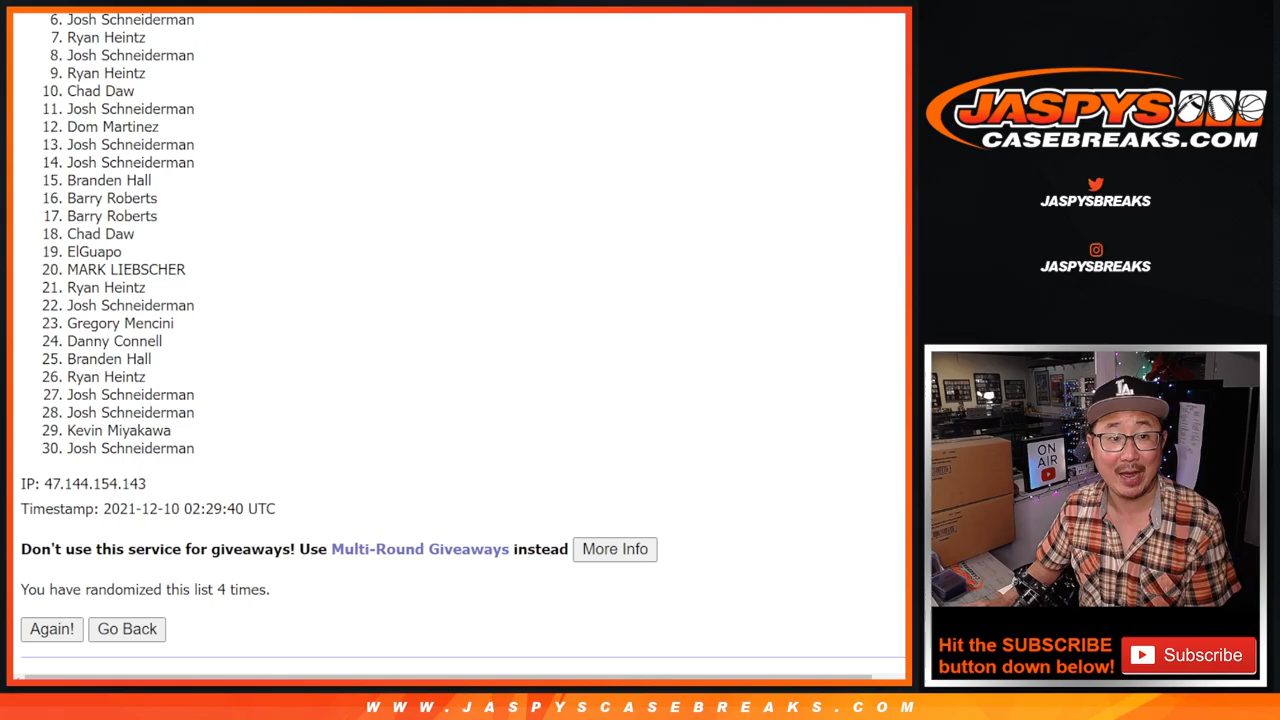 6. Josh Schneiderman
7. Ryan Heintz
8. Josh Schneiderman
9. Ryan Heintz
10. Chad Daw
11. Josh Schneiderman
12. Dom Martinez
13. Josh Schneiderman
14. Josh Schneiderman
15. Branden Hall
16. Barry Roberts
17. Barry Roberts
18. Chad Daw
19. ElGuapo
20. MARK LIEBSCHER
21. Ryan Heintz
22. Josh Schneiderman
23. Gregory Mencini
24. Danny Connell
25. Branden Hall
26. Ryan Heintz
27. Josh Schneiderman
28. Josh Schneiderman
29. Kevin Miyakawa
30. Josh Schneiderman
IP: 47.144.154.143
Timestamp: 2021-12-10 02:29:40 UTC
Don't use this service for giveaways! Use Multi-Round Giveaways instead More Info
You have randomized this list 4 times.
Again! Go Back
JASPYS
CASEBREAKS.COM
JASPYSBREAKS
JASPYSBREAKS
LA
ON
AIR
Hit the SUBSCRIBE
button down below!
Subscribe
WWW.JASPYSCASEBREAKS.COM